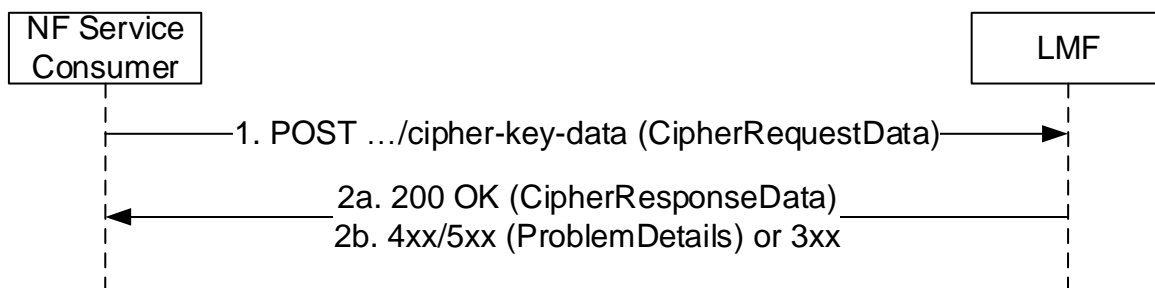 NF Service
Consumer
LMF
1. POST …/cipher-key-data (CipherRequestData)
2a. 200 OK (CipherResponseData)
2b. 4xx/5xx (ProblemDetails) or 3xx